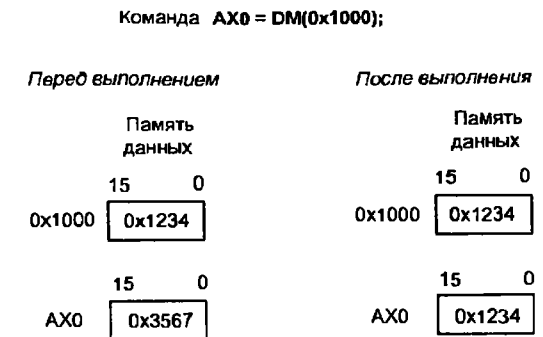 Команда AX0 = DM(0x1000);
Перед выполнением
После выполнения
Память
данных
15 0
0x1000 0x1234
15 0
AX0 0x3567
Память
данных
15 0
0x1000 0x1234
15 0
AX0 0x1234